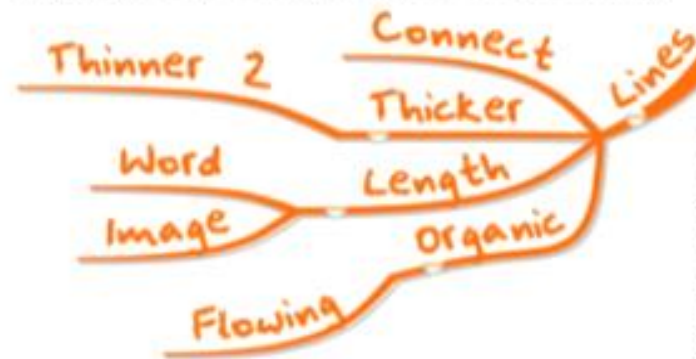 Connect
Lines
Thinner 2
Thicker
Word
Length
Image
Organic
Flowing